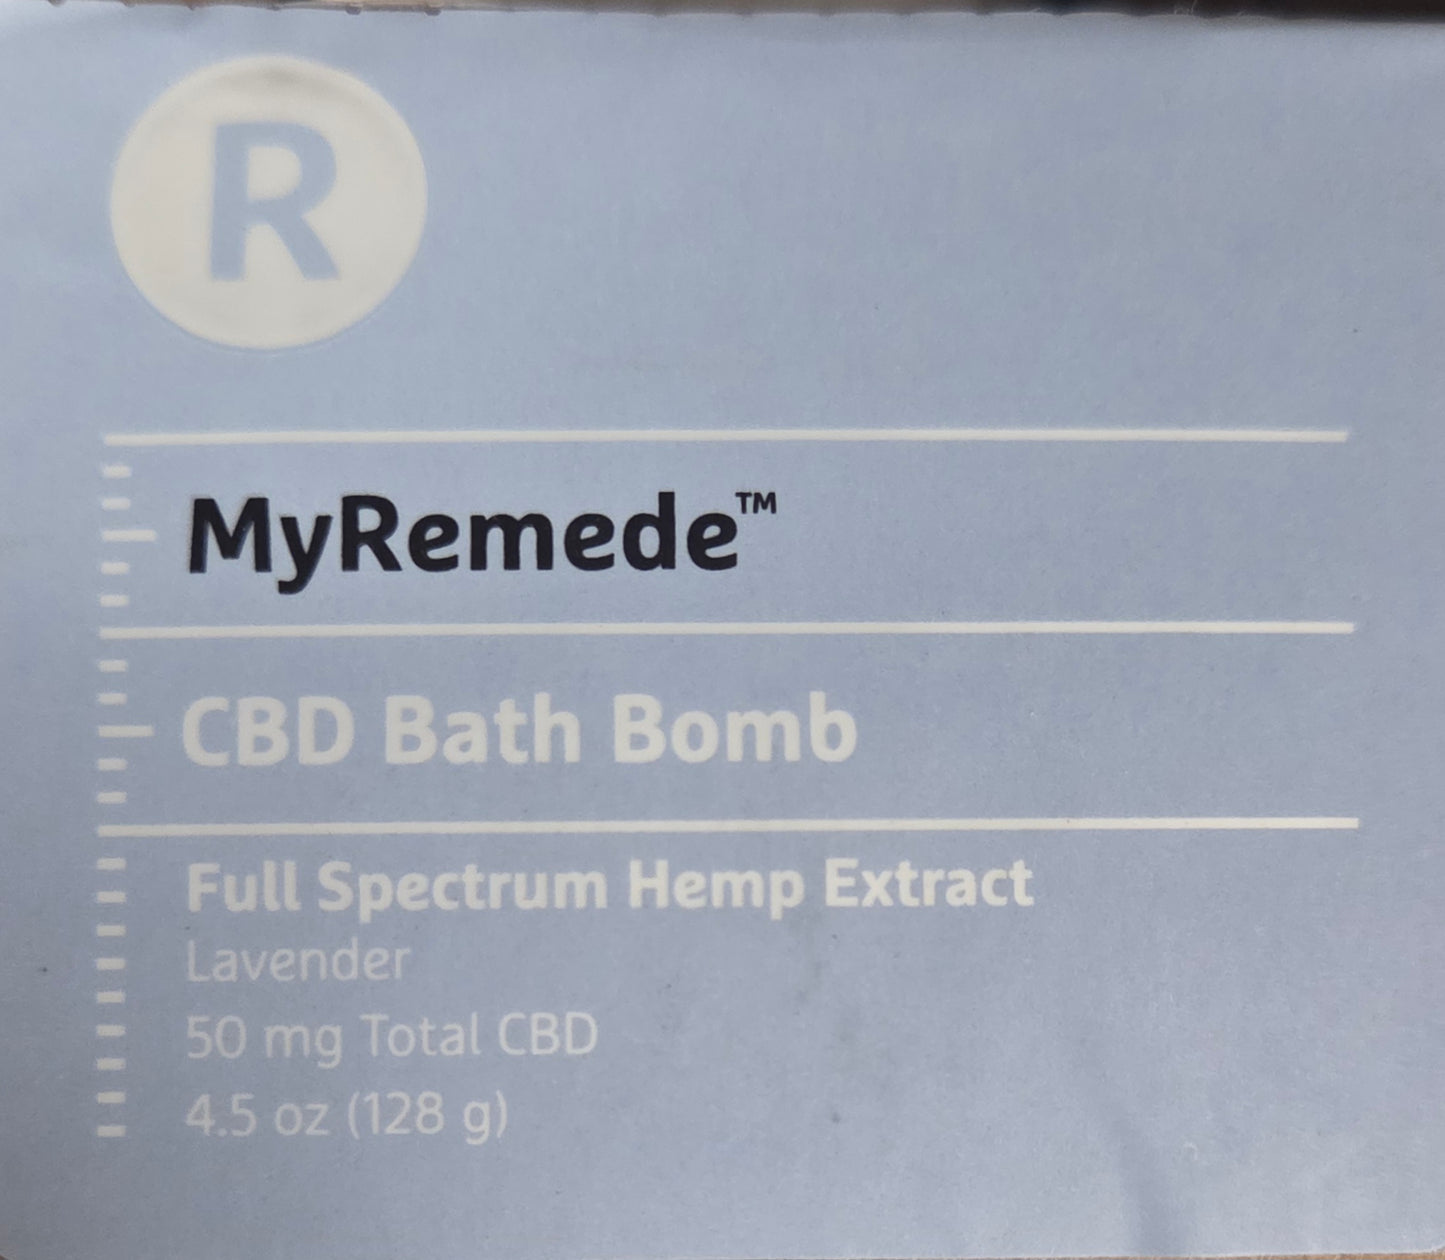 R
MyRemede™
CBD Bath Bomb
Full Spectrum Hemp Extract
Lavender
50 mg Total CBD
4.5 oz (128 g)